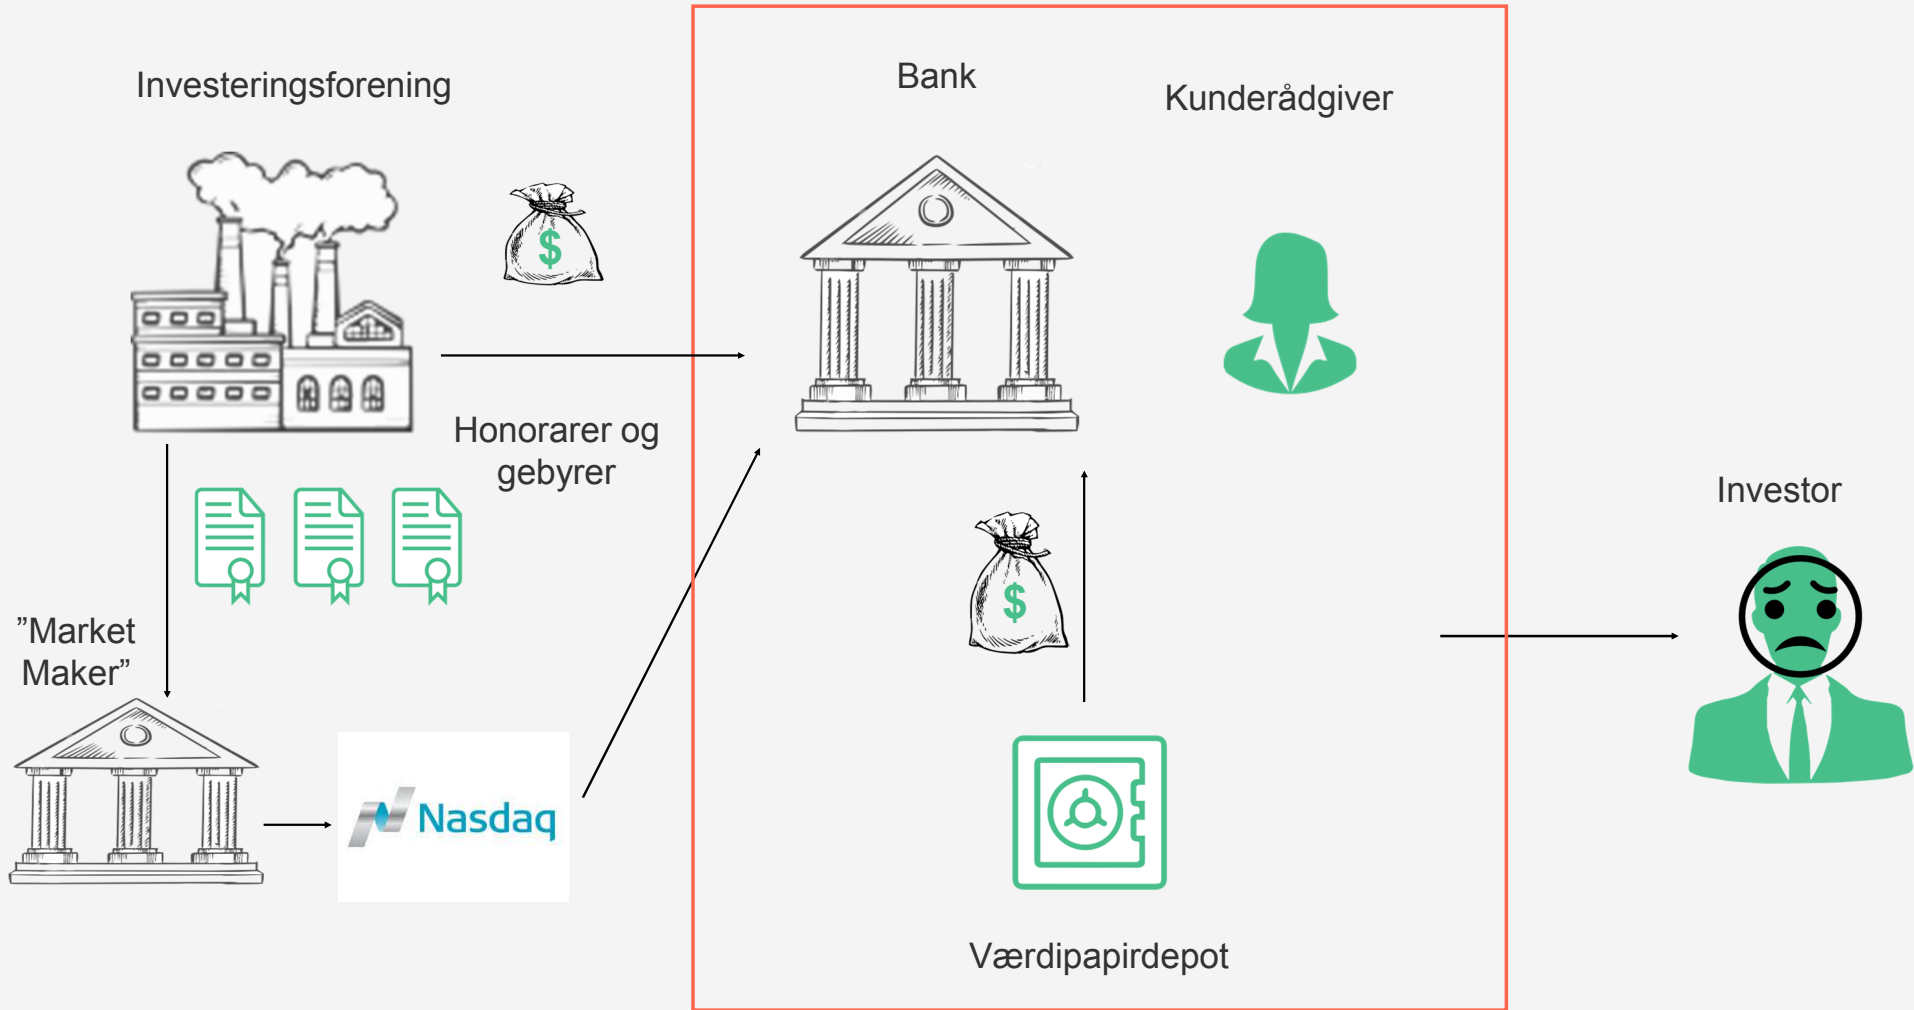 Investeringsforening
Bank
Kunderådgiver
$
Honorarer og
gebyrer
Investor
$
”Market
Maker”
Nasdaq
Værdipapirdepot